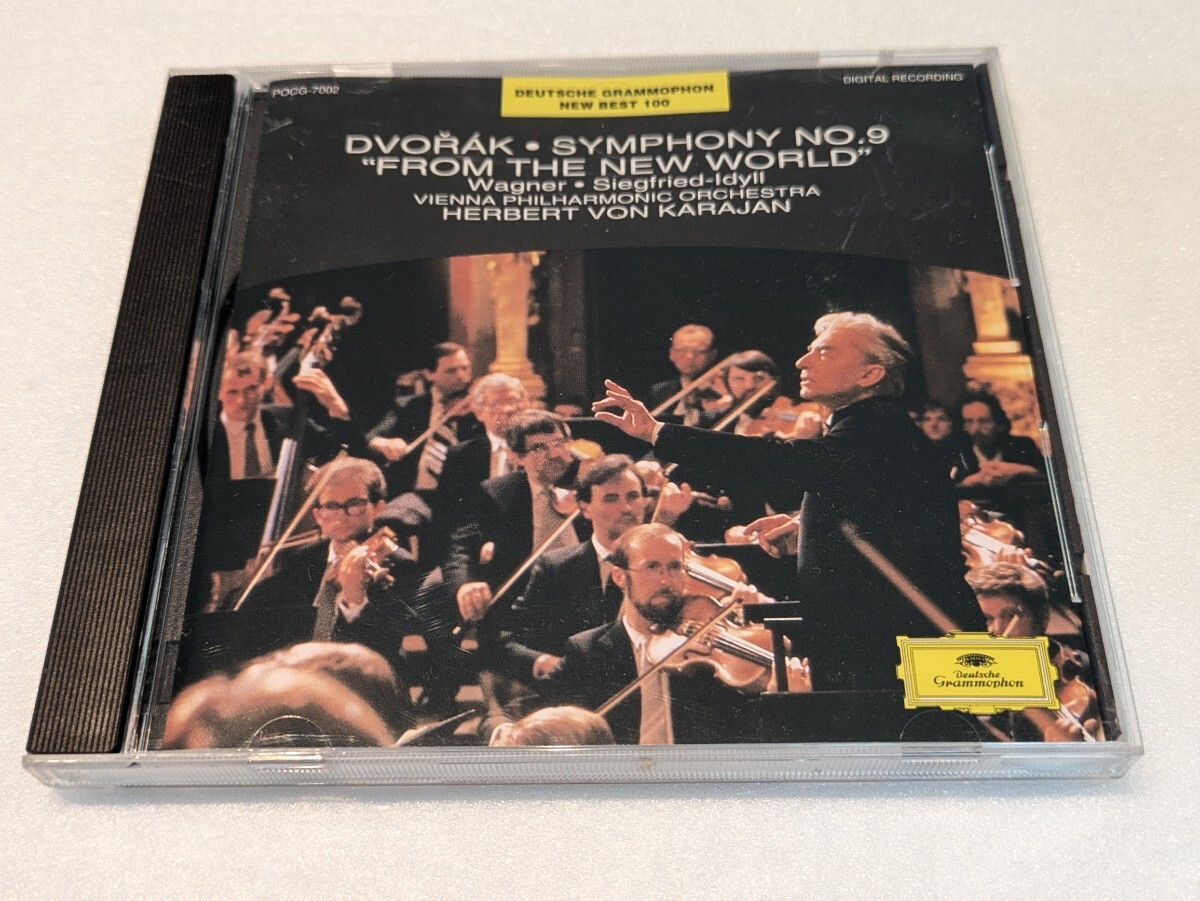 POCG-7002
DEUTSCHE GRAMMOPHON
NEW BEST 100
DIGITAL RECORDING
DVOŘÁK • SYMPHONY NO.9
"FROM THE NEW WORLD"
Wagner • Siegfried-Idyll
VIENNA PHILHARMONIC ORCHESTRA
HERBERT VON KARAJAN
Deutsche
Grammophon